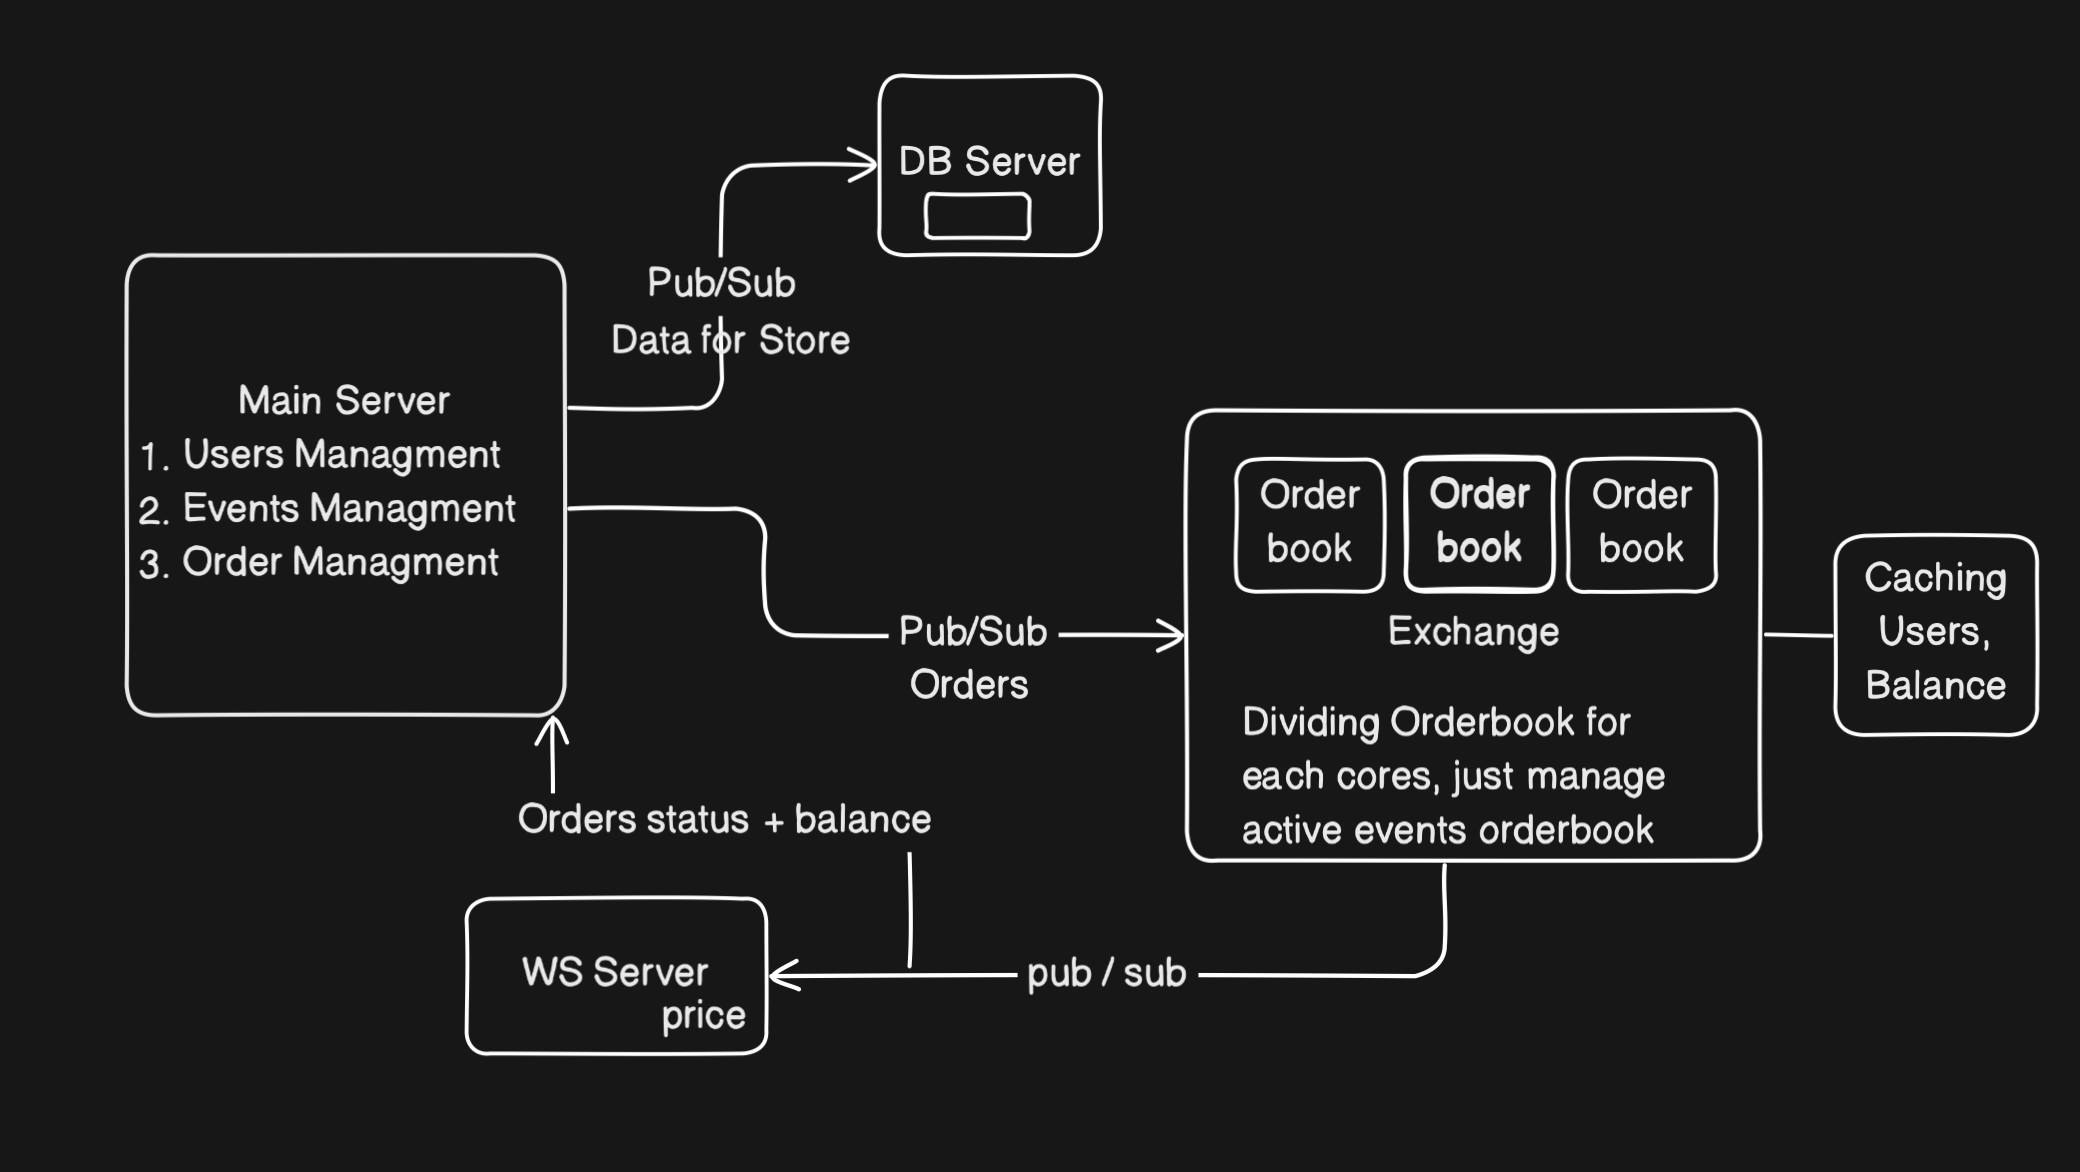 DB Server
Pub/Sub
Data for Store
Main Server
1. Users Managment
2. Events Managment
3. Order Managment
Order
book
Order
book
Order
book
Exchange
Dividing Orderbook for
each cores, just manage
active events orderbook
Caching
Users,
Balance
Pub/Sub
Orders
Orders status + balance
WS Server
price
pub / sub